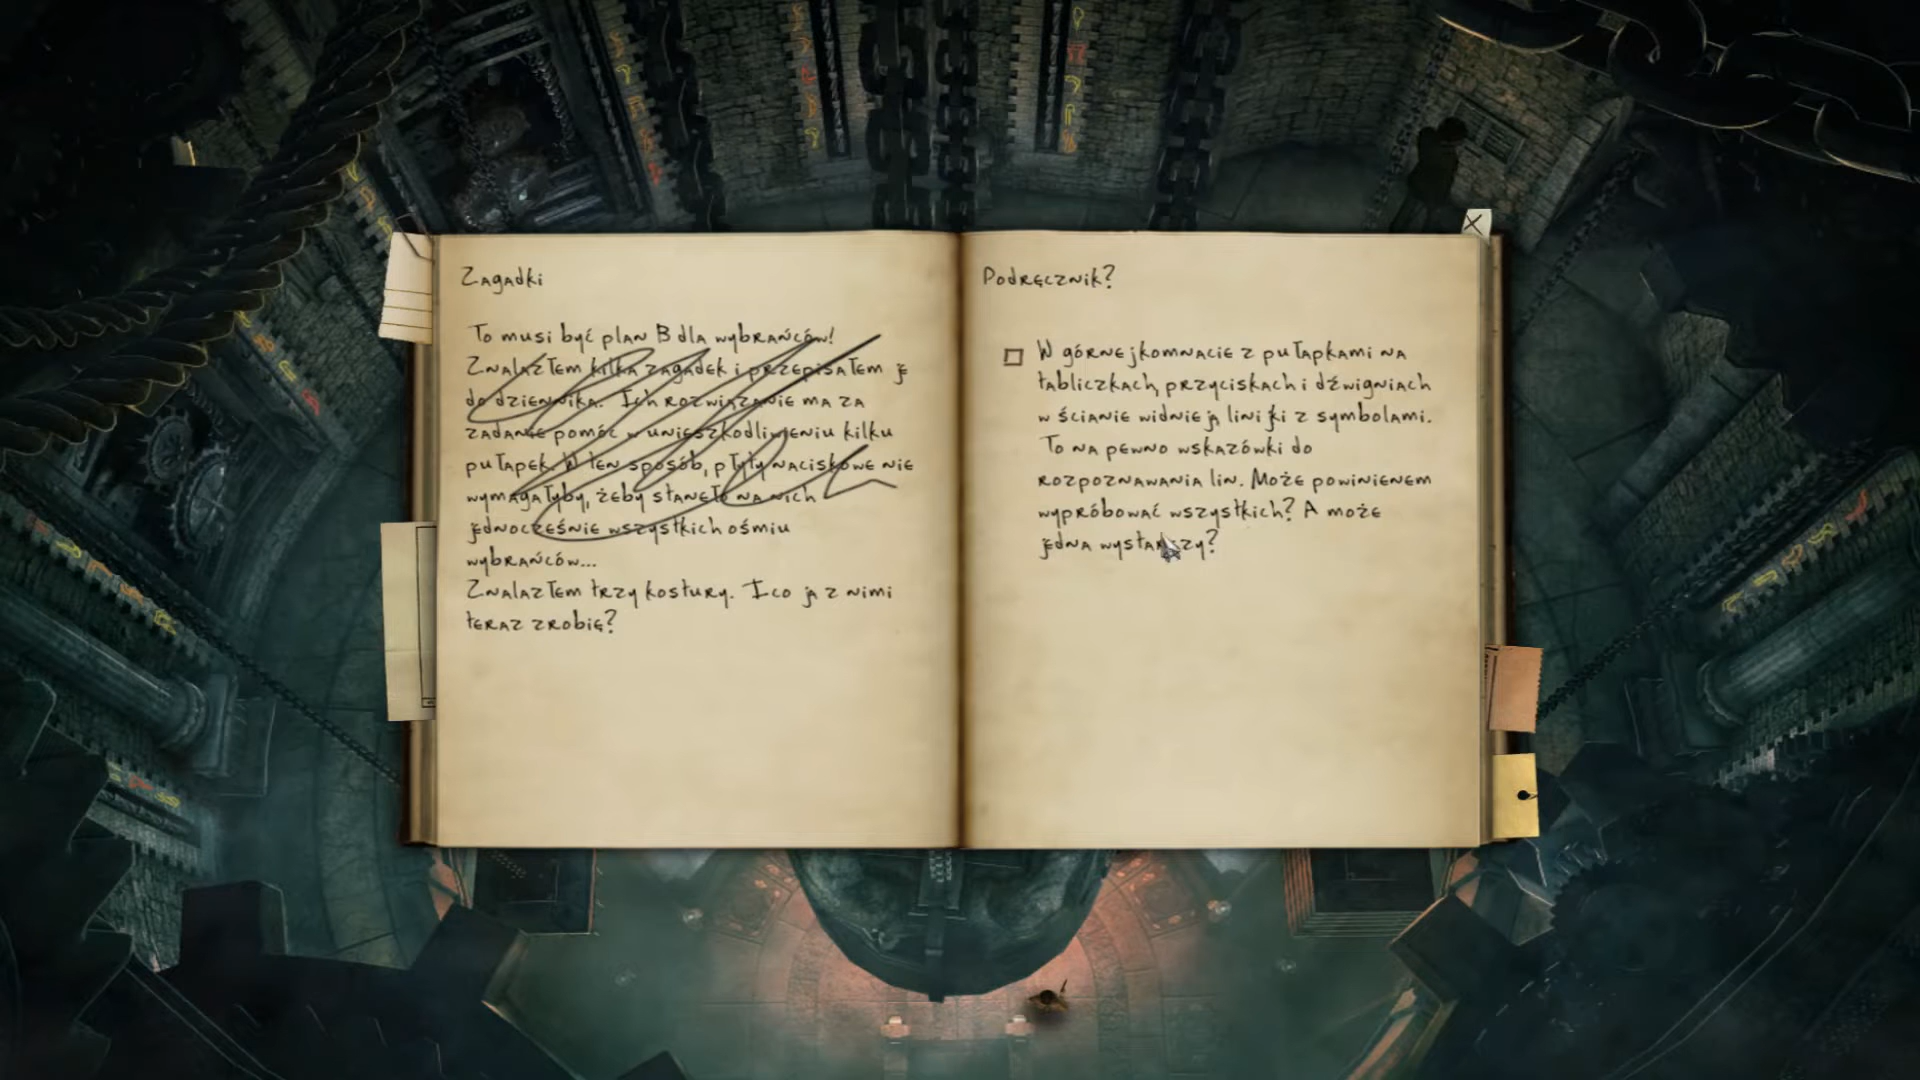 Zagadki
To musi być plan B dla wybrańców!
Znalazłem kilka zagadek i przepisałem je
do dziennika. Ich rozwiązanie ma za
zadanie pomóc w unieszkodliwieniu kilku
pułapek. W ten sposób, płyty naciskowe nie
wymagałyby, żeby stanęło na nich
jednocześnie wszystkich ośmiu
wybrańców...
Znalazłem trzy kostury. I co ja z nimi
teraz zrobię?
Podręcznik?
W górnej komnacie z pułapkami na
tabliczkach, przyciskach i dźwigniach
w ścianie widnieją linijki z symbolami.
To na pewno wskazówki do
rozpoznawania lin. Może powinienem
wypróbować wszystkich? A może
jedna wystarczy?